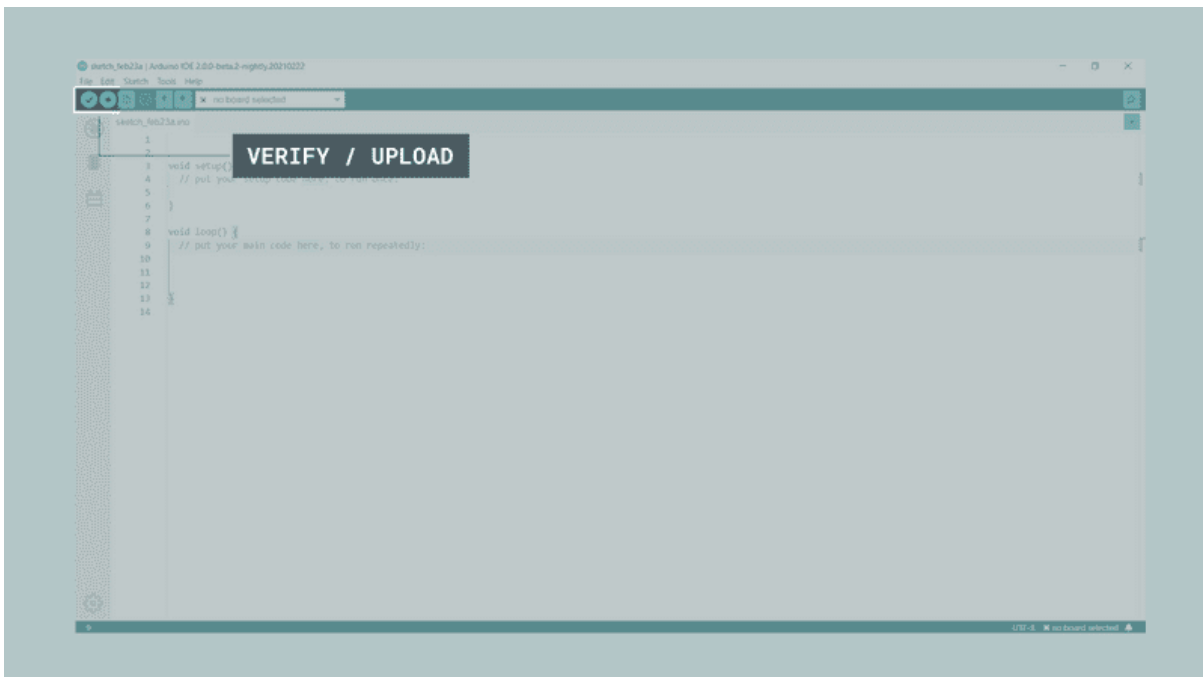 sketch_feb23a | Arduino IDE 2.0.0-beta.2-nightly.20210222
File Edit Sketch Tools Help
no board selected
sketch_feb23a.ino
VERIFY / UPLOAD
1
2
3 void setup()
4 // put your setup code here, to run once:
5
6 }
7
8 void loop() {
9 // put your main code here, to run repeatedly:
10
11
12
13 }
14
9 UTF-8 no board selected